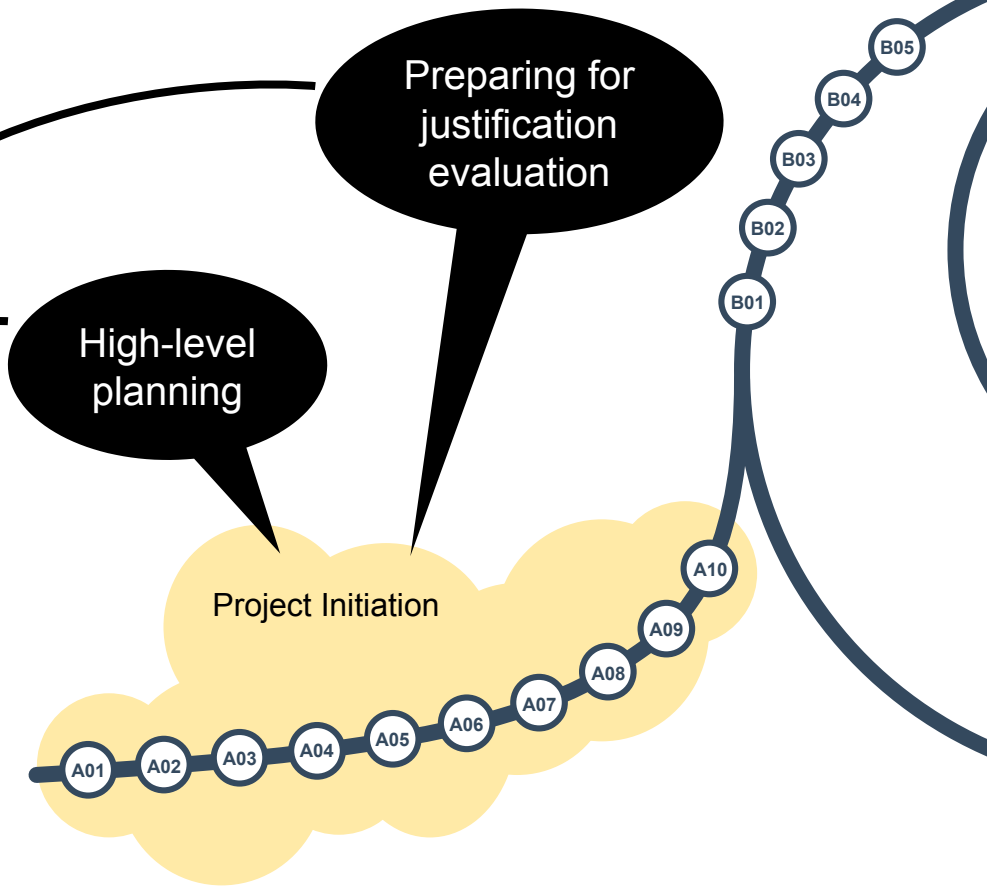 Preparing for
justification
evaluation
High-level
planning
Project Initiation
A01
A02
A03
A04
A05
A06
A07
A08
A09
A10
B01
B02
B03
B04
B05